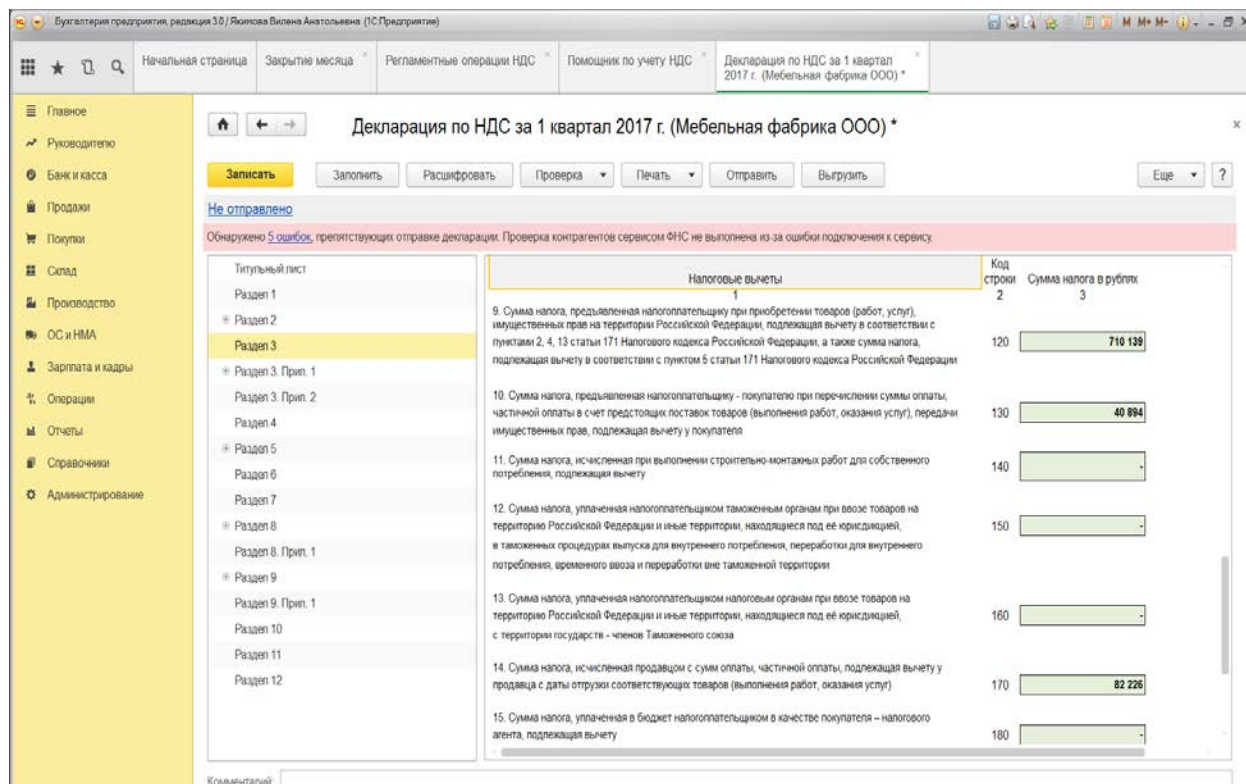 Бухгалтерия предприятия, редакция 3.0 / Якимова Вилена Анатольевна (1С:Предприятие)
M M+ M-
Начальная страница
Закрытие месяца
Регламентные операции НДС
Помощник по учету НДС
Декларация по НДС за 1 квартал
2017 г. (Мебельная фабрика ООО) *
Главное
Руководителю
Банк и касса
Продажи
Покупки
Склад
Производство
ОС и НМА
Зарплата и кадры
Операции
Отчеты
Справочники
Администрирование
Декларация по НДС за 1 квартал 2017 г. (Мебельная фабрика ООО) *
Записать
Заполнить
Расшифровать
Проверка
Печать
Отправить
Выгрузить
Еще
?
Не отправлено
Обнаружено 5 ошибок, препятствующих отправке декларации. Проверка контрагентов сервисом ФНС не выполнена из-за ошибки подключения к сервису.
Титульный лист
Раздел 1
Раздел 2
Раздел 3
Раздел 3. Прил. 1
Раздел 3. Прил. 2
Раздел 4
Раздел 5
Раздел 6
Раздел 7
Раздел 8
Раздел 8. Прил. 1
Раздел 9
Раздел 9. Прил. 1
Раздел 10
Раздел 11
Раздел 12
Налоговые вычеты
Код
строки
Сумма налога в рублях
1
2
3
9. Сумма налога, предъявленная налогоплательщику при приобретении товаров (работ, услуг),
имущественных прав на территории Российской Федерации, подлежащая вычету в соответствии с
пунктами 2, 4, 13 статьи 171 Налогового кодекса Российской Федерации, а также сумма налога,
подлежащая вычету в соответствии с пунктом 5 статьи 171 Налогового кодекса Российской Федерации
120
710 139
10. Сумма налога, предъявленная налогоплательщику - покупателю при перечислении суммы оплаты,
частичной оплаты в счет предстоящих поставок товаров (выполнения работ, оказания услуг), передачи
имущественных прав, подлежащая вычету у покупателя
130
40 894
11. Сумма налога, исчисленная при выполнении строительно-монтажных работ для собственного
потребления, подлежащая вычету
140
-
12. Сумма налога, уплаченная налогоплательщиком таможенным органам при ввозе товаров на
территорию Российской Федерации и иные территории, находящиеся под её юрисдикцией,
в таможенных процедурах выпуска для внутреннего потребления, переработки для внутреннего
потребления, временного ввоза и переработки вне таможенной территории
150
-
13. Сумма налога, уплаченная налогоплательщиком налоговым органам при ввозе товаров на
территорию Российской Федерации и иные территории, находящиеся под её юрисдикцией,
с территории государств - членов Таможенного союза
160
-
14. Сумма налога, исчисленная продавцом с сумм оплаты, частичной оплаты, подлежащая вычету у
продавца с даты отгрузки соответствующих товаров (выполнения работ, оказания услуг)
170
82 226
15. Сумма налога, уплаченная в бюджет налогоплательщиком в качестве покупателя – налогового
агента, подлежащая вычету
180
-
Комментарий: